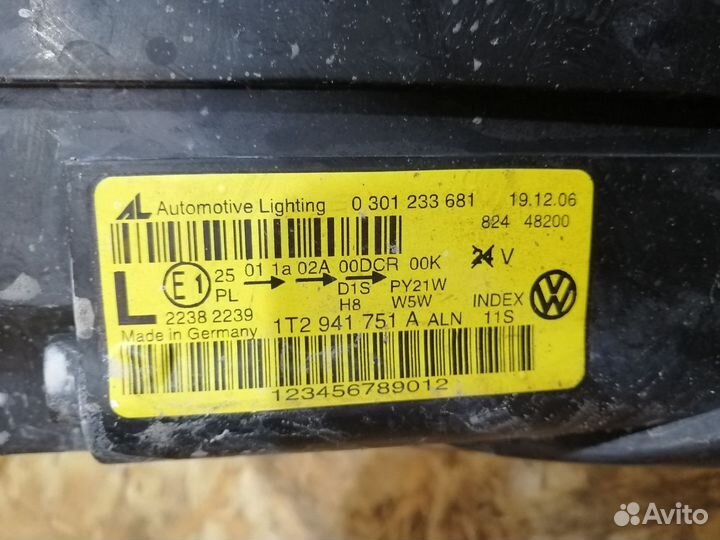 AL Automotive Lighting 0 301 233 681 19.12.06
824 48200
L E1 25 01 1a 02A 00DCR 00K V
PL D1S PY21W
H8 W5W INDEX
2238 2239 11S
Made in Germany 1T2 941 751 A ALN
123456789012
Avito